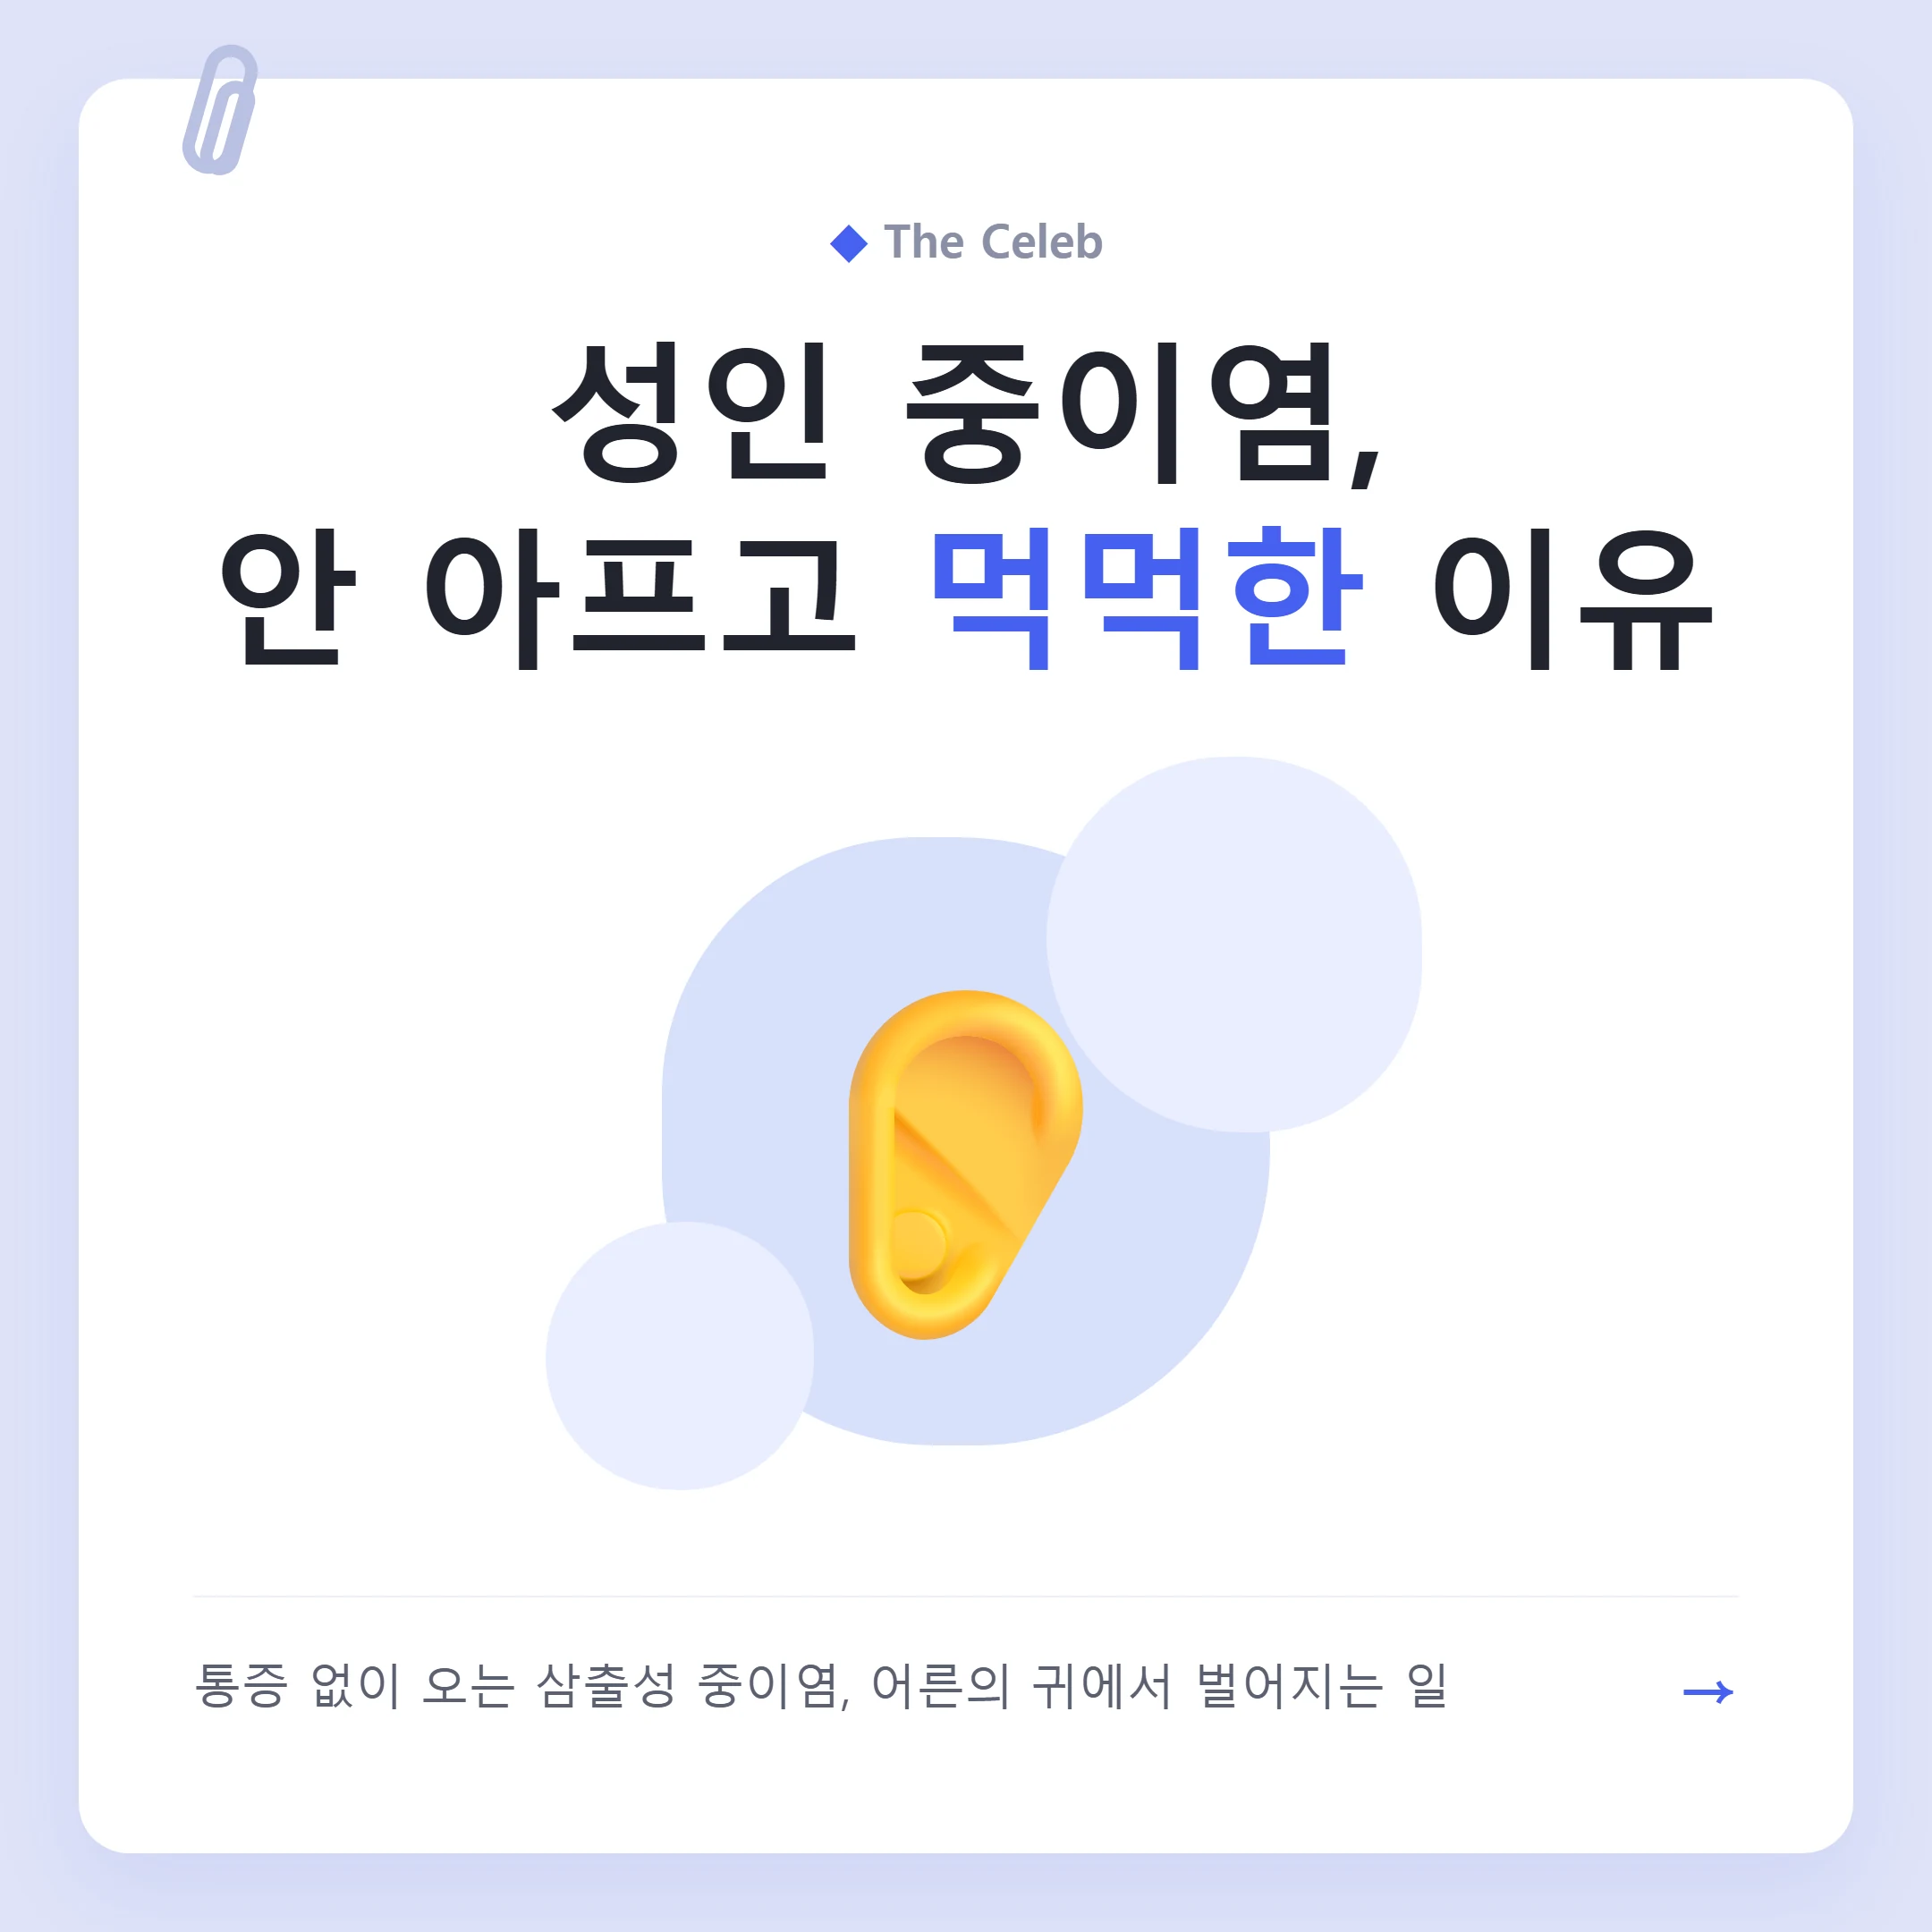 The Celeb
성인 중이염,
안 아프고 먹먹한 이유
통증 없이 오는 삼출성 중이염, 어른의 귀에서 벌어지는 일 →